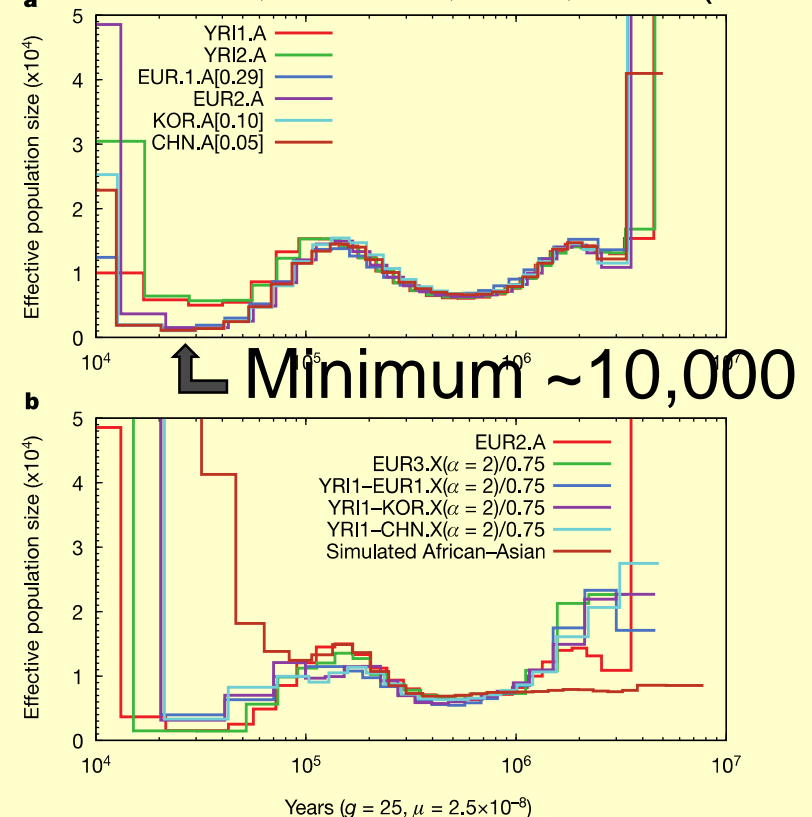 a
5
4
3
2
1
0
Effective population size (x10⁴)
YRI1.A
YRI2.A
EUR.1.A[0.29]
EUR2.A
KOR.A[0.10]
CHN.A[0.05]
10⁴
10⁵
10⁶
10⁷
Minimum ~10,000
b
5
4
3
2
1
0
Effective population size (x10⁴)
EUR2.A
EUR3.X(α = 2)/0.75
YRI1–EUR1.X(α = 2)/0.75
YRI1–KOR.X(α = 2)/0.75
YRI1–CHN.X(α = 2)/0.75
Simulated African–Asian
10⁴
10⁵
10⁶
10⁷
Years (g = 25, μ = 2.5×10⁻⁸)